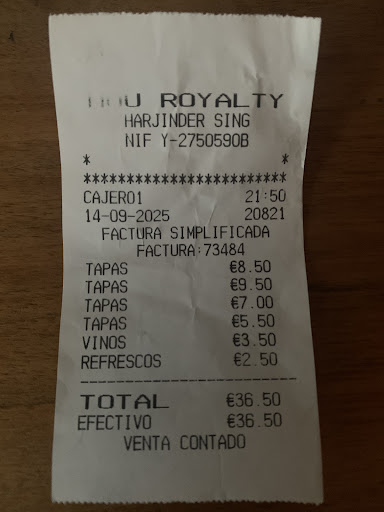 ROYALTY
HARJINDER SING
NIF Y-2750590B
* *
***********************
CAJERO1 21:50
14-09-2025 20821
FACTURA SIMPLIFICADA
FACTURA:73484
TAPAS €8.50
TAPAS €9.50
TAPAS €7.00
TAPAS €5.50
VINOS €3.50
REFRESCOS €2.50
--------------------------------
TOTAL €36.50
EFECTIVO €36.50
VENTA CONTADO